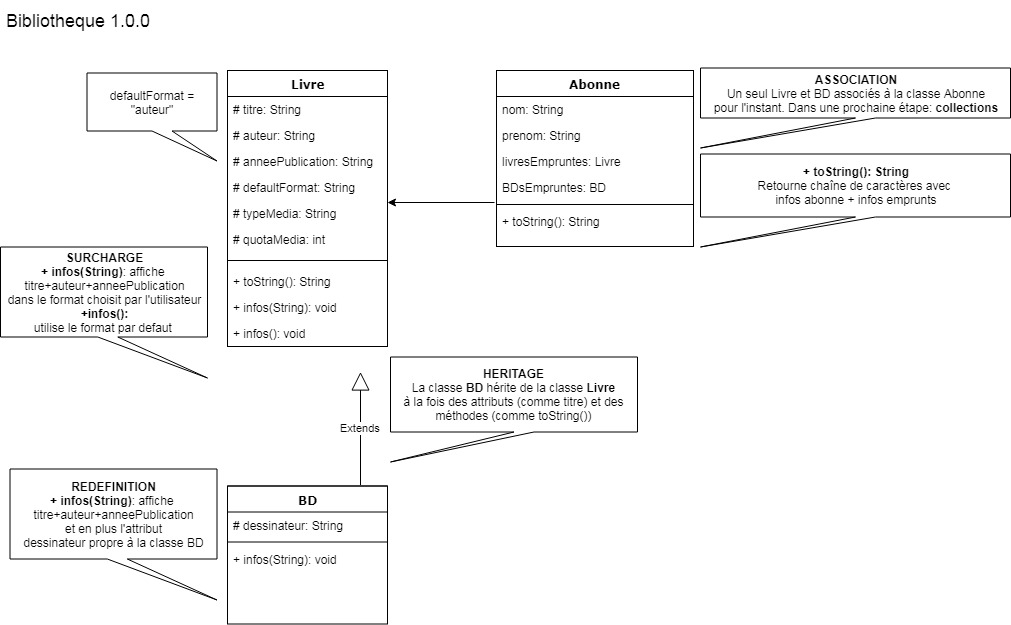 Bibliotheque 1.0.0
defaultFormat =
"auteur"
Livre
# titre: String
# auteur: String
# anneePublication: String
# defaultFormat: String
# typeMedia: String
# quotaMedia: int
+ toString(): String
+ infos(String): void
+ infos(): void
Abonne
nom: String
prenom: String
livresEmpruntes: Livre
BDsEmpruntes: BD
+ toString(): String
ASSOCIATION
Un seul Livre et BD associés à la classe Abonne
pour l'instant. Dans une prochaine étape: collections
+ toString(): String
Retourne chaîne de caractères avec
infos abonne + infos emprunts
SURCHARGE
+ infos(String): affiche
titre+auteur+anneePublication
dans le format choisit par l'utilisateur
+infos():
utilise le format par defaut
HERITAGE
La classe BD hérite de la classe Livre
à la fois des attributs (comme titre) et des
méthodes (comme toString())
Extends
REDEFINITION
+ infos(String): affiche
titre+auteur+anneePublication
et en plus l'attribut
dessinateur propre à la classe BD
BD
# dessinateur: String
+ infos(String): void